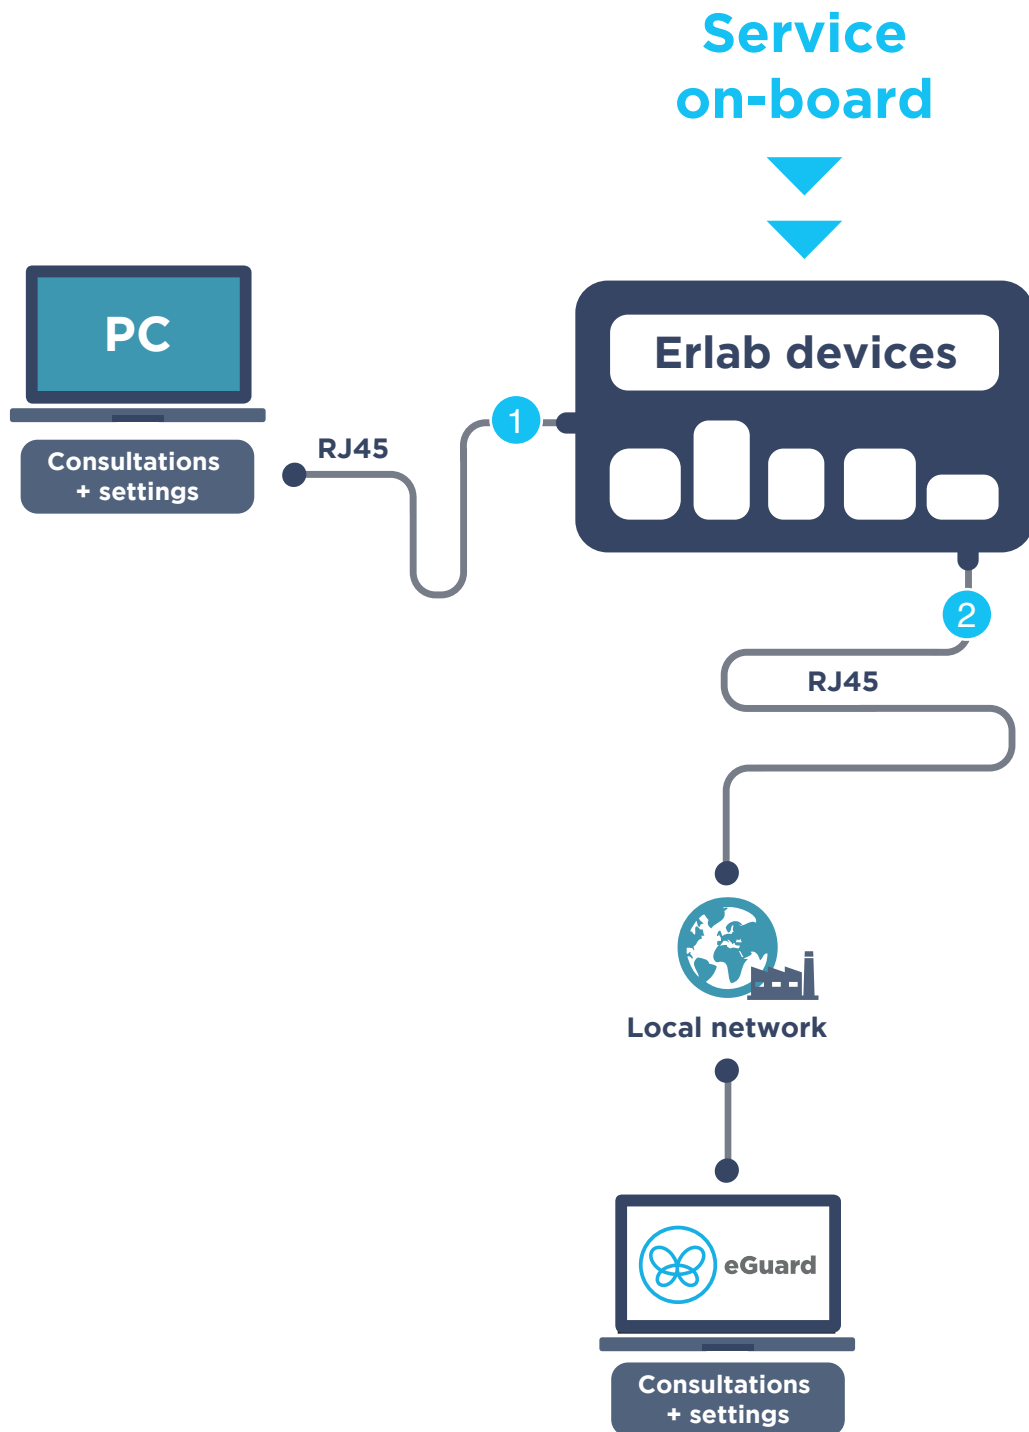 Service
on-board
PC
Erlab devices
Consultations
+ settings
RJ45
1
2
RJ45
Local network
eGuard
Consultations
+ settings